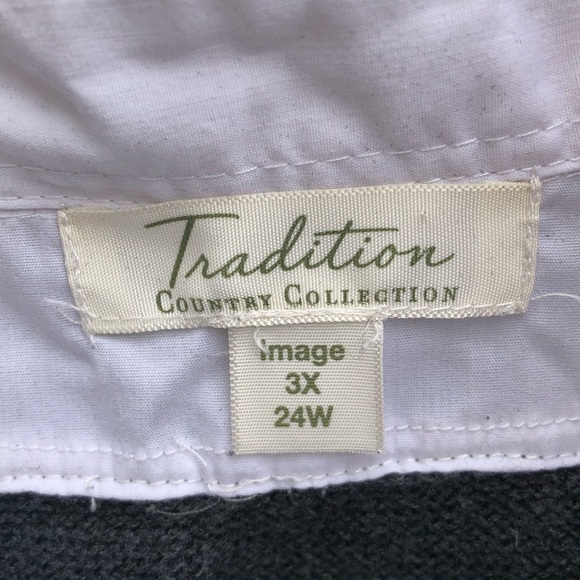 Tradition
COUNTRY COLLECTION
image
3X
24W